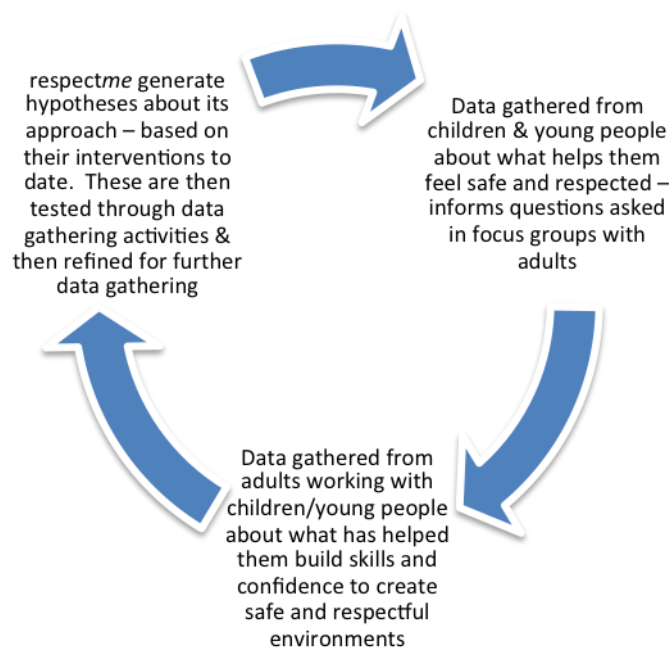 respectme generate
hypotheses about its
approach – based on
their interventions to
date.  These are then
tested through data
gathering activities &
then refined for further
data gathering
Data gathered from
children & young people
about what helps them
feel safe and respected –
informs questions asked
in focus groups with
adults
Data gathered from
adults working with
children/young people
about what has helped
them build skills and
confidence to create
safe and respectful
environments